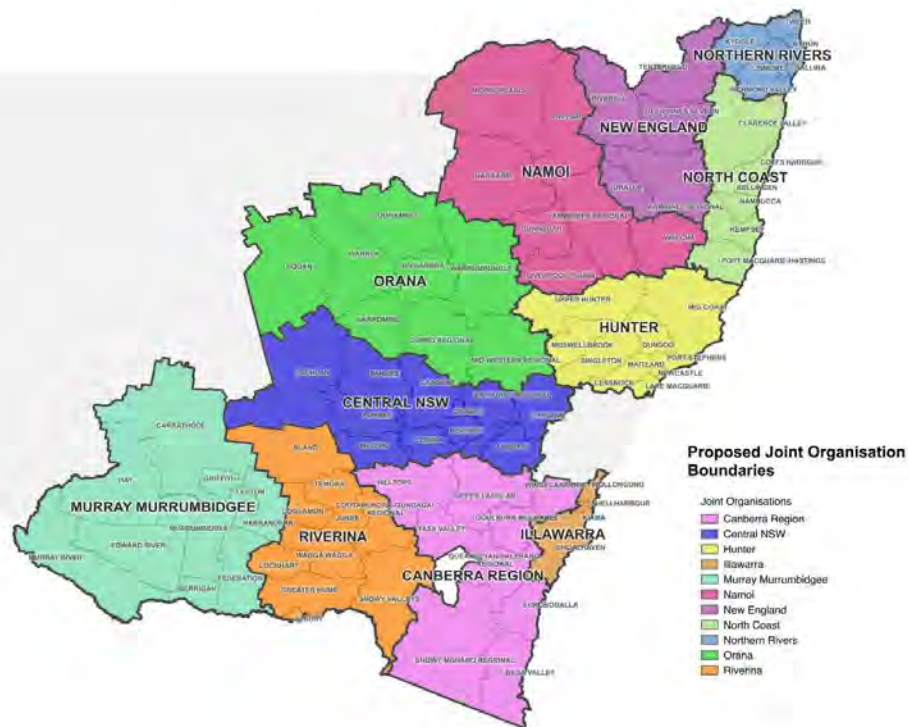 TWEED
KYOGLE
BYRON
NORTHERN RIVERS
LISMORE
BALLINA
TENTERFIELD
RICHMOND VALLEY
MOREE PLAINS
INVERELL
GWYDIR
GLEN INNES SEVERN
CLARENCE VALLEY
NEW ENGLAND
COFFS HARBOUR
NARRABRI
NAMOI
URALLA
NORTH COAST
BELLINGEN
NAMBUCCA
ARMIDALE REGIONAL
COONAMBLE
TAMWORTH REGIONAL
GUNNEDAH
KEMPSEY
WALCHA
WARREN
BOGAN
GILGANDRA
WARRUMBUNGLE
PORT MACQUARIE-HASTINGS
ORANA
LIVERPOOL PLAINS
UPPER HUNTER
MID COAST
NARROMINE
HUNTER
DUBBO REGIONAL
MUSWELLBROOK
DUNGOG
MID-WESTERN REGIONAL
SINGLETON
MAITLAND
PORT STEPHENS
NEWCASTLE
CESSNOCK
LAKE MACQUARIE
LACHLAN
PARKES
CABONNE
CENTRAL NSW
FORBES
ORANGE
BATHURST REGIONAL
LITHGOW
BLAYNEY
WEDDIN
COWRA
OBERON
CARRATHOOL
BLAND
HAY
GRIFFITH
LEETON
TEMORA
HILLTOPS
UPPER LACHLAN
WINGECARRIBEE
WOLLONGONG
SHELLHARBOUR
KIAMA
MURRAY MURRUMBIDGEE
NARRANDERA
COOLAMON
COOTAMUNDRA-GUNDAGAI
REGIONAL
JUNEE
GOULBURN MULWAREE
MURRUMBIDGEE
YASS VALLEY
ILLAWARRA
RIVERINA
SHOALHAVEN
EDWARD RIVER
MURRAY RIVER
WAGGA WAGGA
QUEANBEYAN-PALERANG
REGIONAL
LOCKHART
CANBERRA REGION
FEDERATION
BERRIGAN
GREATER HUME
SNOWY VALLEYS
ALBURY
EUROBODALLA
SNOWY MONARO REGIONAL
BEGA VALLEY
Proposed Joint Organisation
Boundaries
Joint Organisations
Canberra Region
Central NSW
Hunter
Illawarra
Murray Murrumbidgee
Namoi
New England
North Coast
Northern Rivers
Orana
Riverina